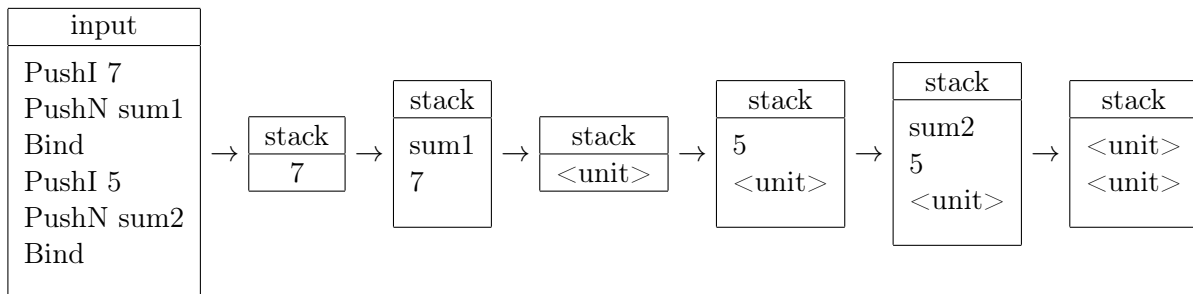 input
PushI 7
PushN sum1
Bind
PushI 5
PushN sum2
Bind
→
stack
7
→
stack
sum1
7
→
stack
<unit>
→
stack
5
<unit>
→
stack
sum2
5
<unit>
→
stack
<unit>
<unit>